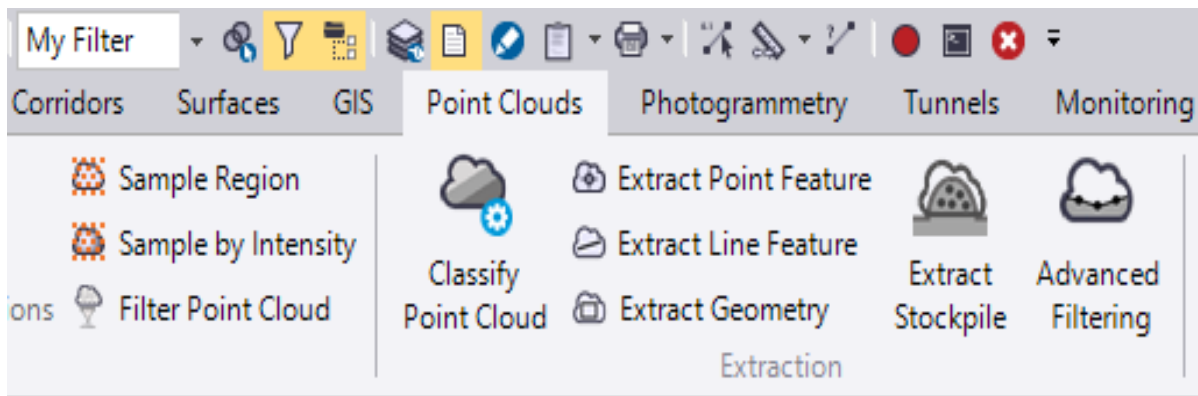 My Filter
Corridors Surfaces GIS Point Clouds Photogrammetry Tunnels Monitoring
Sample Region
Sample by Intensity
ions Filter Point Cloud
Classify
Point Cloud
Extract Point Feature
Extract Line Feature
Extract Geometry
Extract
Stockpile
Advanced
Filtering
Extraction